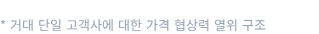 * 거대 단일 고객사에 대한 가격 협상력 열위 구조